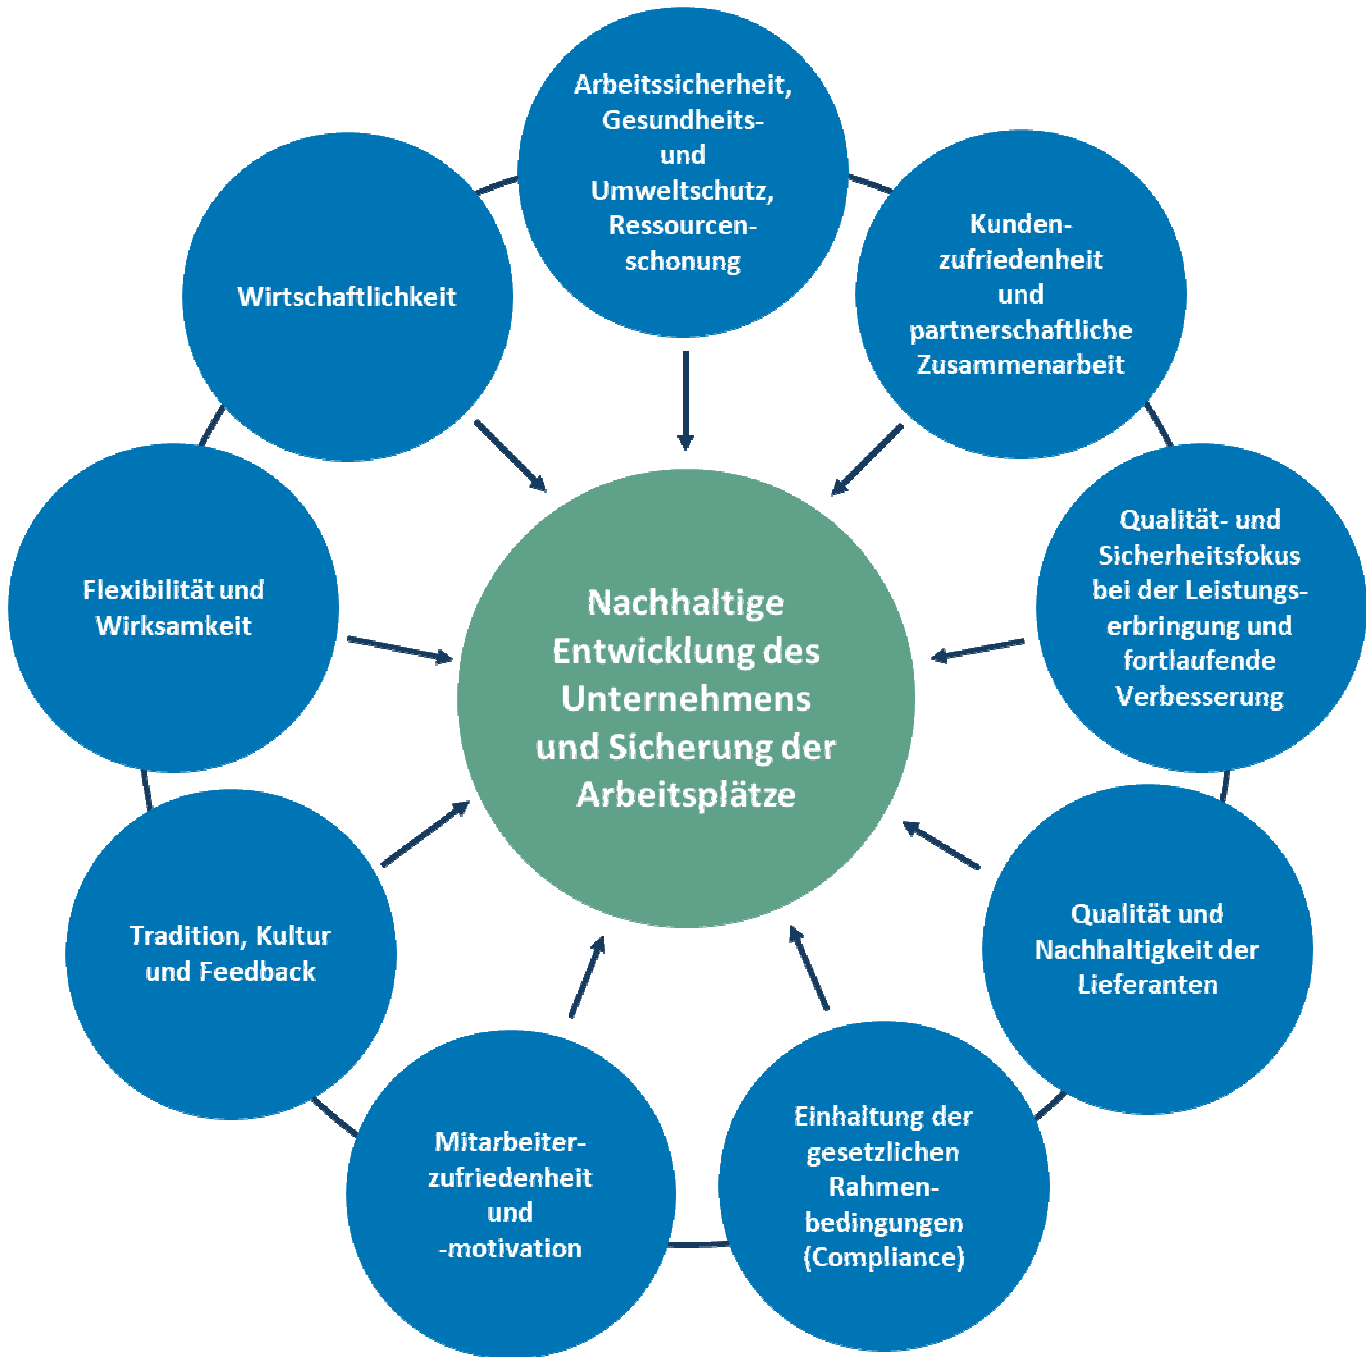 Arbeitssicherheit,
Gesundheits-
und
Umweltschutz,
Ressourcen-
schonung
Kunden-
zufriedenheit
und
partnerschaftliche
Zusammenarbeit
Qualität- und
Sicherheitsfokus
bei der Leistungs-
erbringung und
fortlaufende
Verbesserung
Qualität und
Nachhaltigkeit der
Lieferanten
Einhaltung der
gesetzlichen
Rahmen-
bedingungen
(Compliance)
Mitarbeiter-
zufriedenheit
und
-motivation
Tradition, Kultur
und Feedback
Flexibilität und
Wirksamkeit
Wirtschaftlichkeit
Nachhaltige
Entwicklung des
Unternehmens
und Sicherung der
Arbeitsplätze